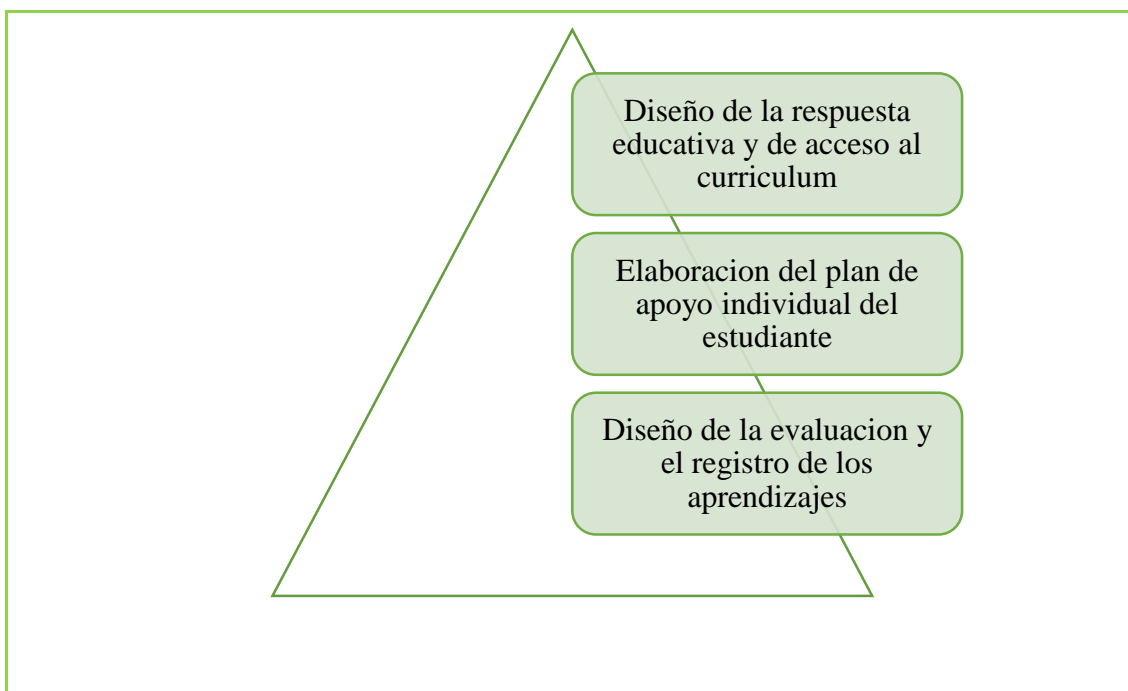 Diseño de la respuesta
educativa y de acceso al
curriculum
Elaboracion del plan de
apoyo individual del
estudiante
Diseño de la evaluacion y
el registro de los
aprendizajes